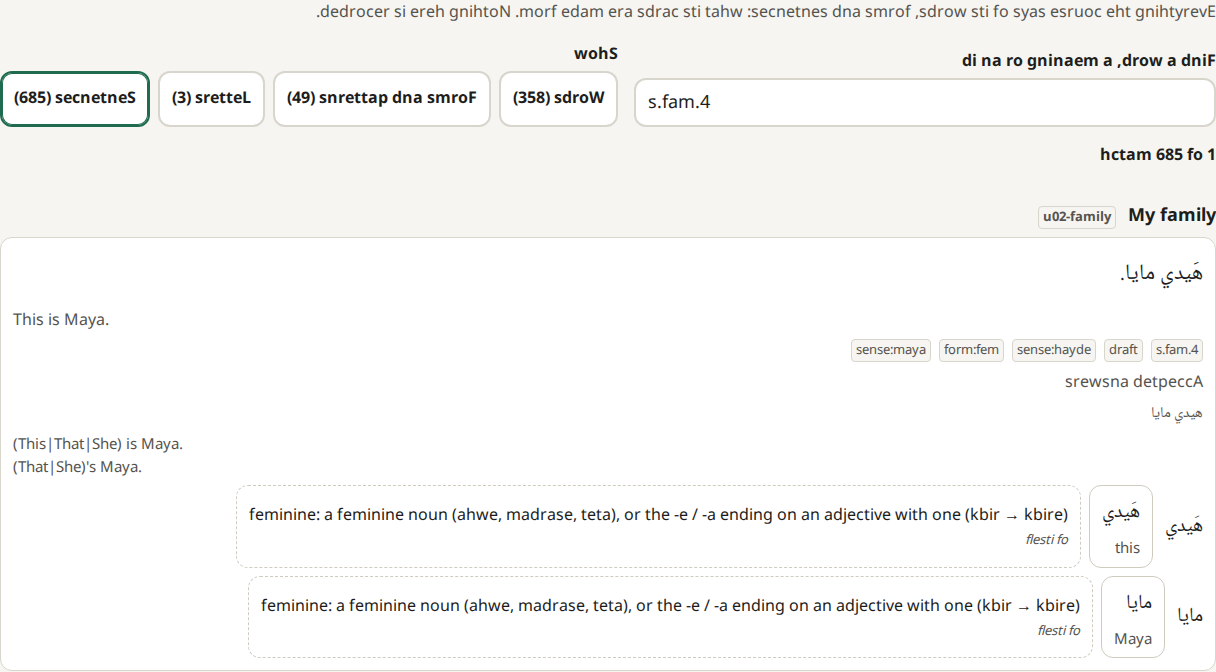 .dedrocer si ereh gnihtoN .morf edam era sdrac sti tahw :secnetnes dna smrof ,sdrow sti fo syas esruoc eht gnihtyrevE
di na ro gninaem a ,drow a dniF
s.fam.4
wohS
(358) sdroW
(49) snrettap dna smroF
(3) sretteL
(685) secnetneS
hctam 685 fo 1
My family u02-family
هَيدي مايا.
This is Maya.
s.fam.4 draft sense:hayde form:fem sense:maya
srewsna detpeccA
هيدي مايا
(This|That|She) is Maya.
(That|She)'s Maya.
هَيدي
هَيدي
this
feminine: a feminine noun (ahwe, madrase, teta), or the -e / -a ending on an adjective with one (kbir → kbire)
flesti fo
مايا
مايا
Maya
feminine: a feminine noun (ahwe, madrase, teta), or the -e / -a ending on an adjective with one (kbir → kbire)
flesti fo